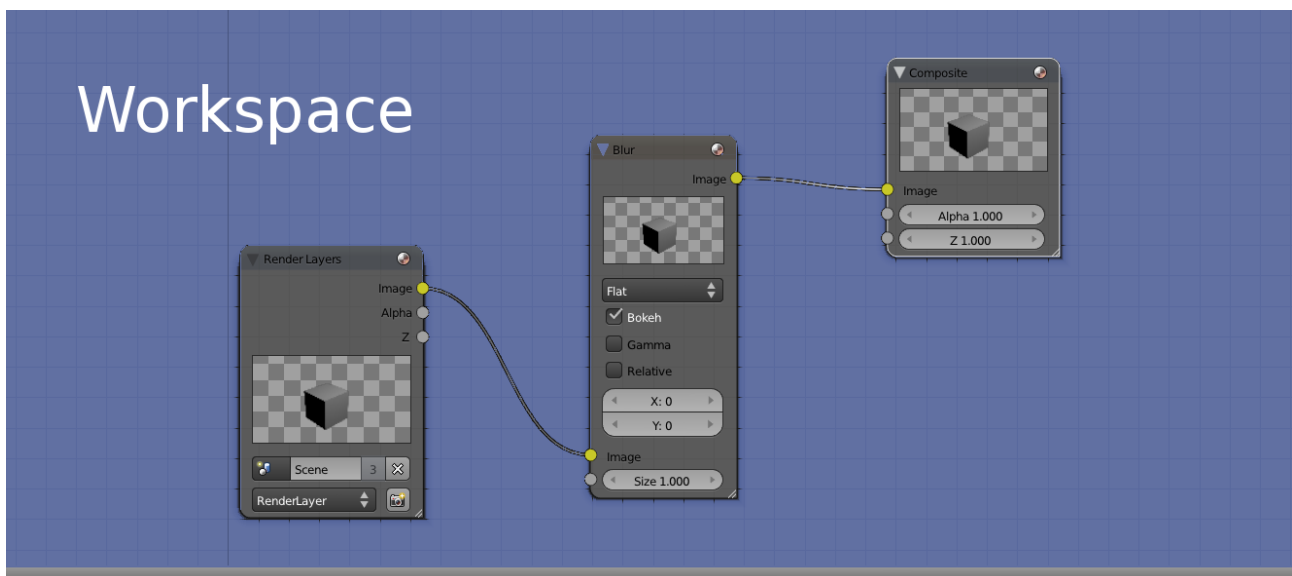 Workspace
Render Layers
Image
Alpha
Z
Scene 3
RenderLayer
Blur
Image
Flat
Bokeh
Gamma
Relative
X: 0
Y: 0
Image
Size 1.000
Composite
Image
Alpha 1.000
Z 1.000